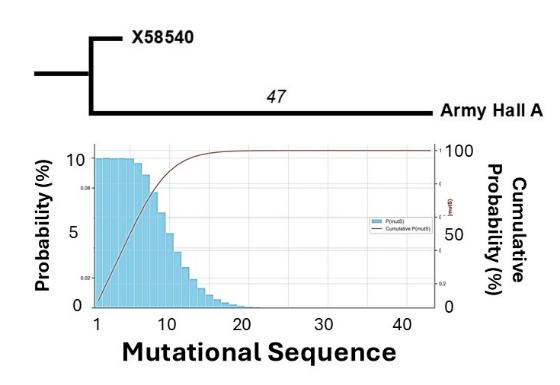 X58540
47
Army Hall A
Probability (%)
10
5
0
0.08
0.02
P(mutS)
Cumulative P(mutS)
100
50
0
0.2
(mutS)
Cumulative
Probability (%)
1 10 20 30 40
Mutational Sequence